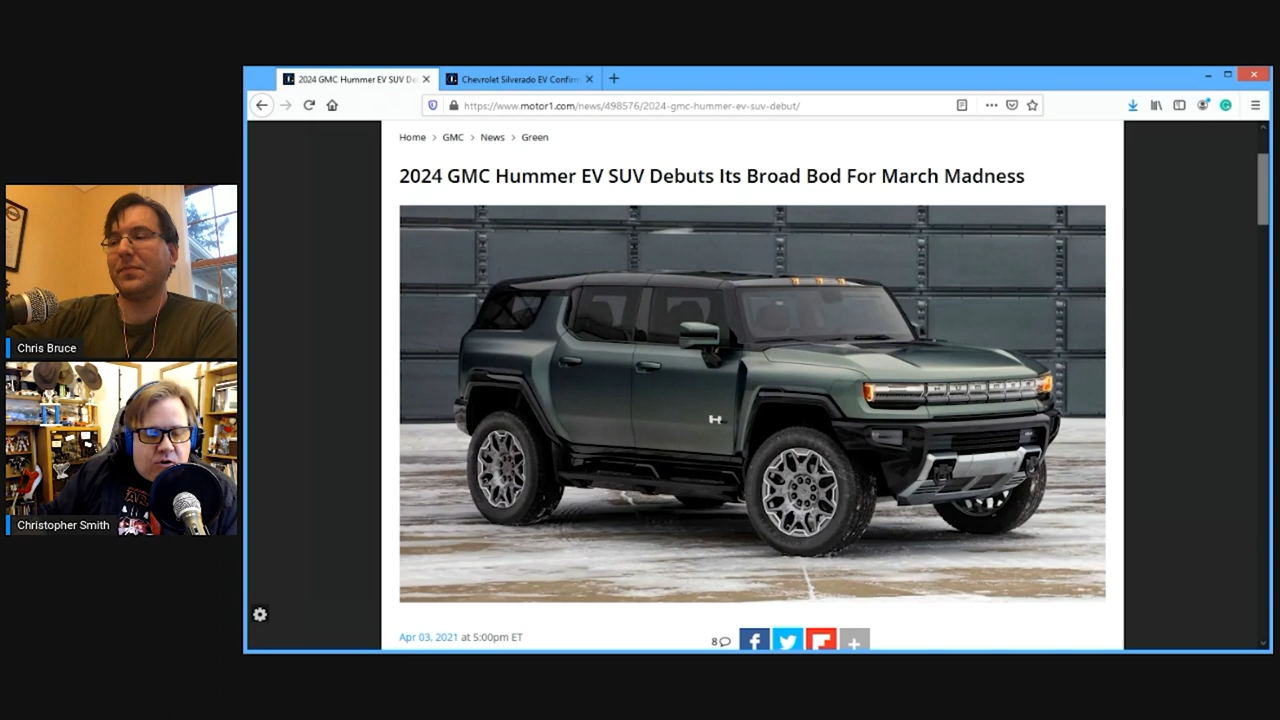 2024 GMC Hummer EV SUV De
Chevrolet Silverado EV Confirm
https://www.motor1.com/news/498576/2024-gmc-hummer-ev-suv-debut/
Home > GMC > News > Green
2024 GMC Hummer EV SUV Debuts Its Broad Bod For March Madness
HUMMER
H
Chris Bruce
Christopher Smith
Apr 03, 2021 at 5:00pm ET
8